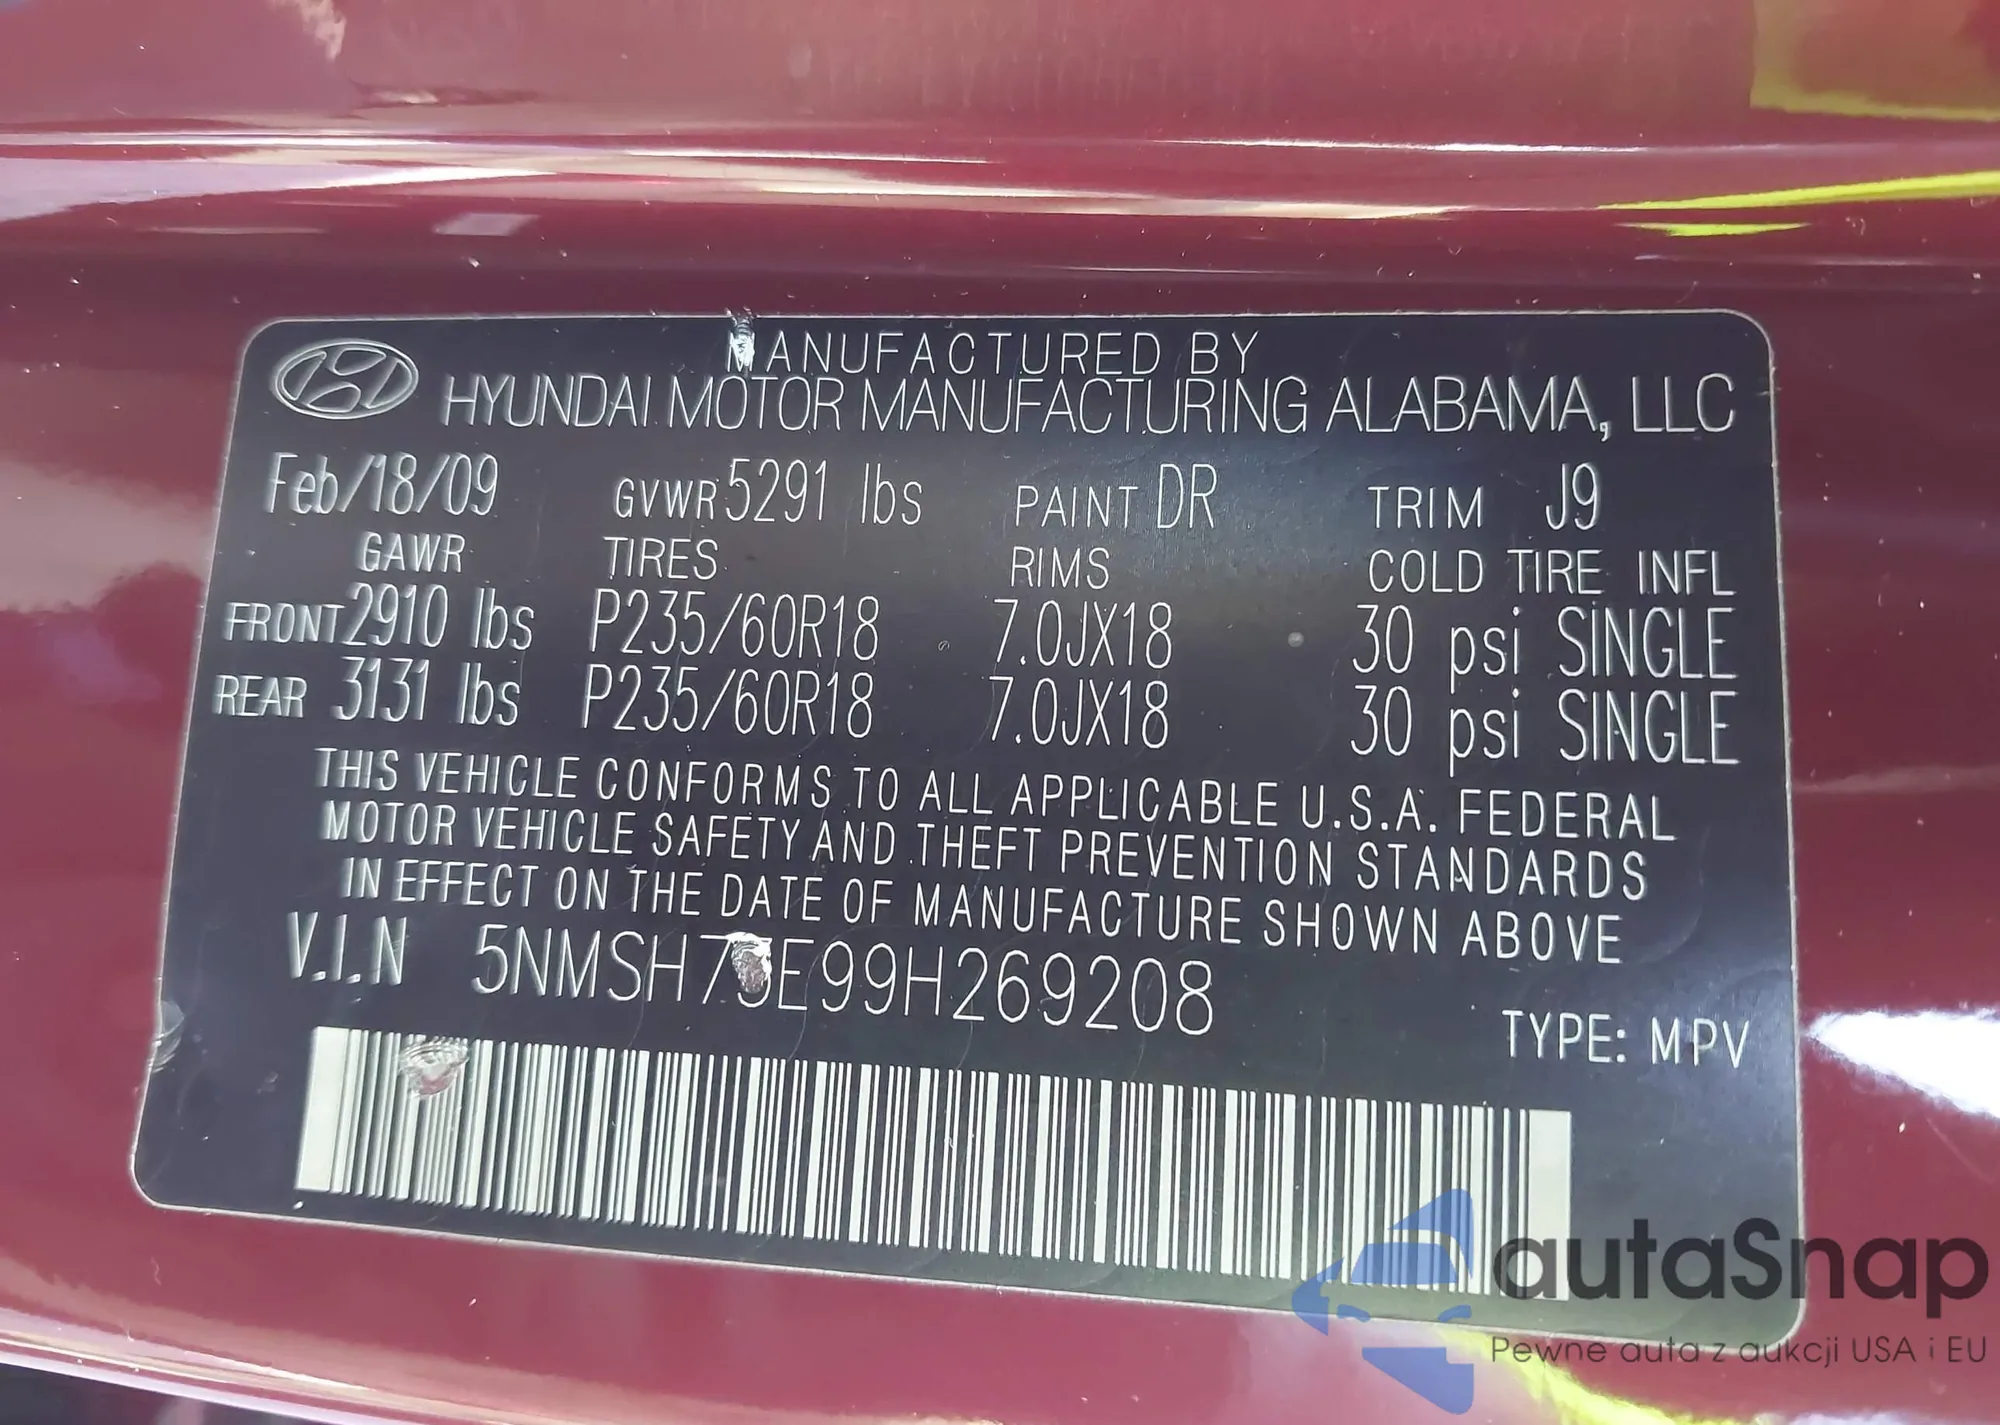 MANUFACTURED BY
HYUNDAI MOTOR MANUFACTURING ALABAMA, LLC
Feb/18/09 GVWR 5291 lbs PAINT DR TRIM J9
GAWR TIRES RIMS COLD TIRE INFL
FRONT 2910 lbs P235/60R18 7.0JX18 30 psi SINGLE
REAR 3131 lbs P235/60R18 7.0JX18 30 psi SINGLE
THIS VEHICLE CONFORMS TO ALL APPLICABLE U.S.A. FEDERAL
MOTOR VEHICLE SAFETY AND THEFT PREVENTION STANDARDS
IN EFFECT ON THE DATE OF MANUFACTURE SHOWN ABOVE
V.I.N 5NMSH73E99H269208
TYPE: MPV
autaSnap
Pewne auta z aukcji USA i EU